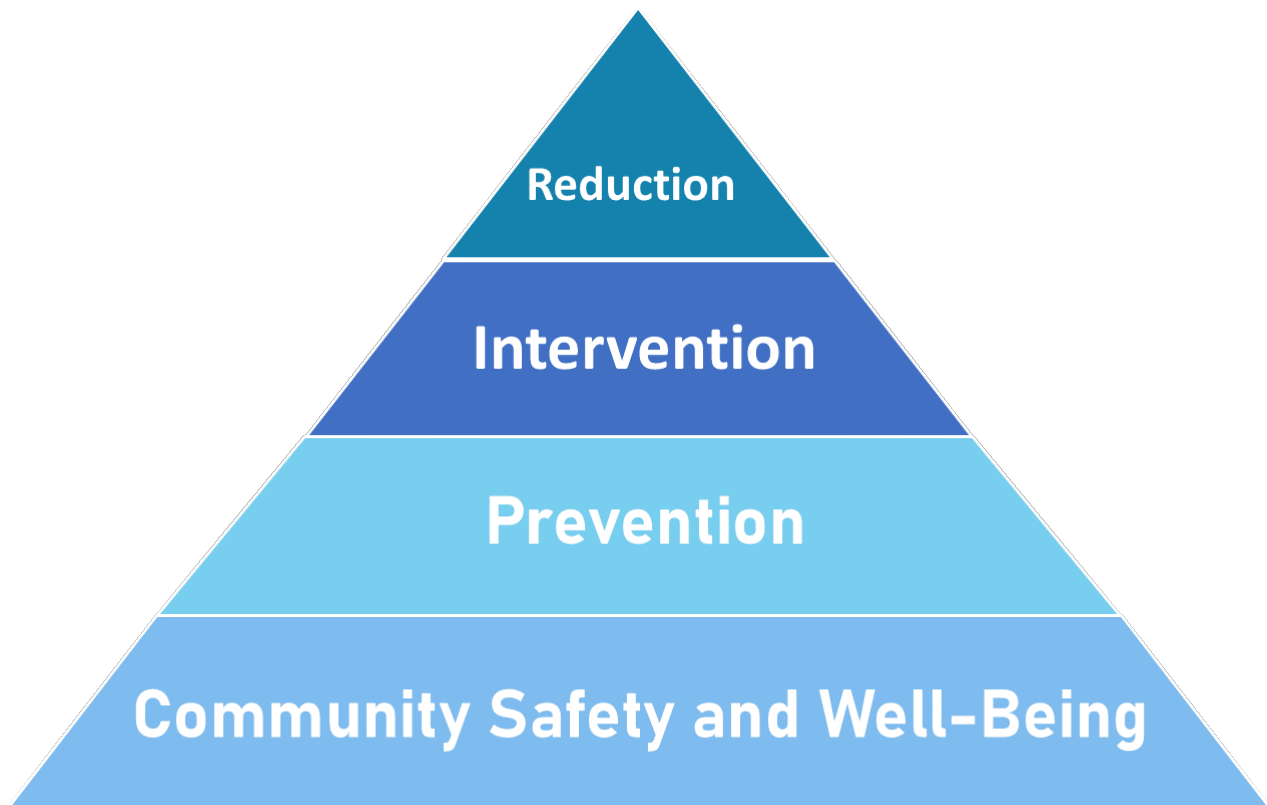 Reduction
Intervention
Prevention
Community Safety and Well-Being